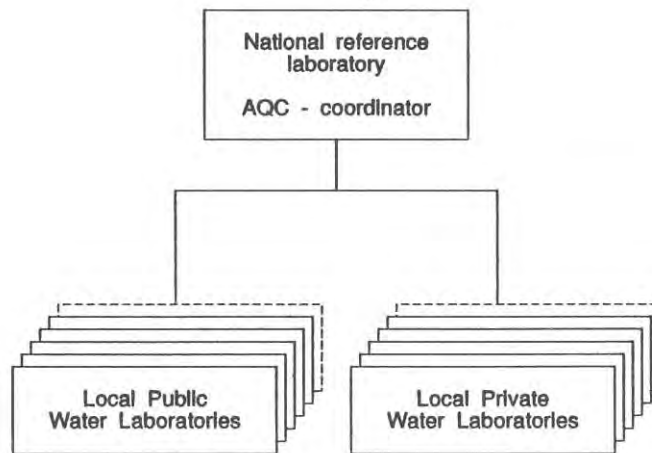 National reference
laboratory
AQC - coordinator
Local Public
Water Laboratories
Local Private
Water Laboratories